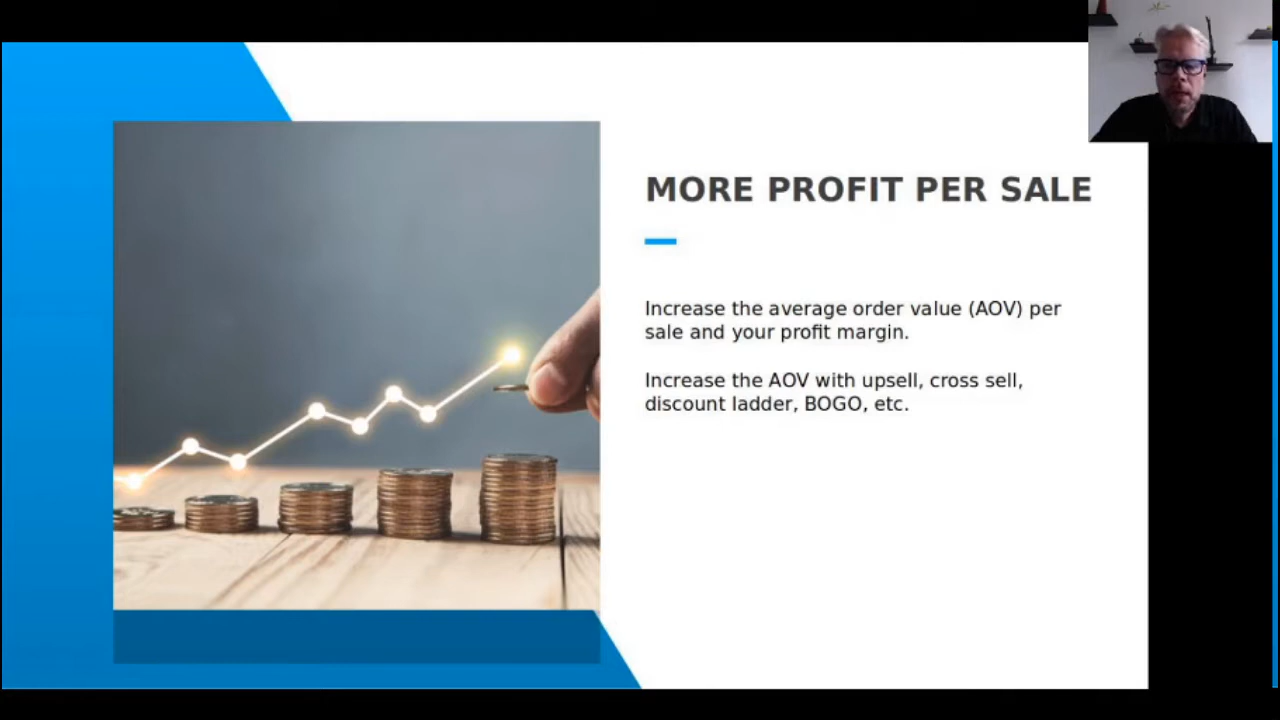 MORE PROFIT PER SALE
Increase the average order value (AOV) per
sale and your profit margin.
Increase the AOV with upsell, cross sell,
discount ladder, BOGO, etc.